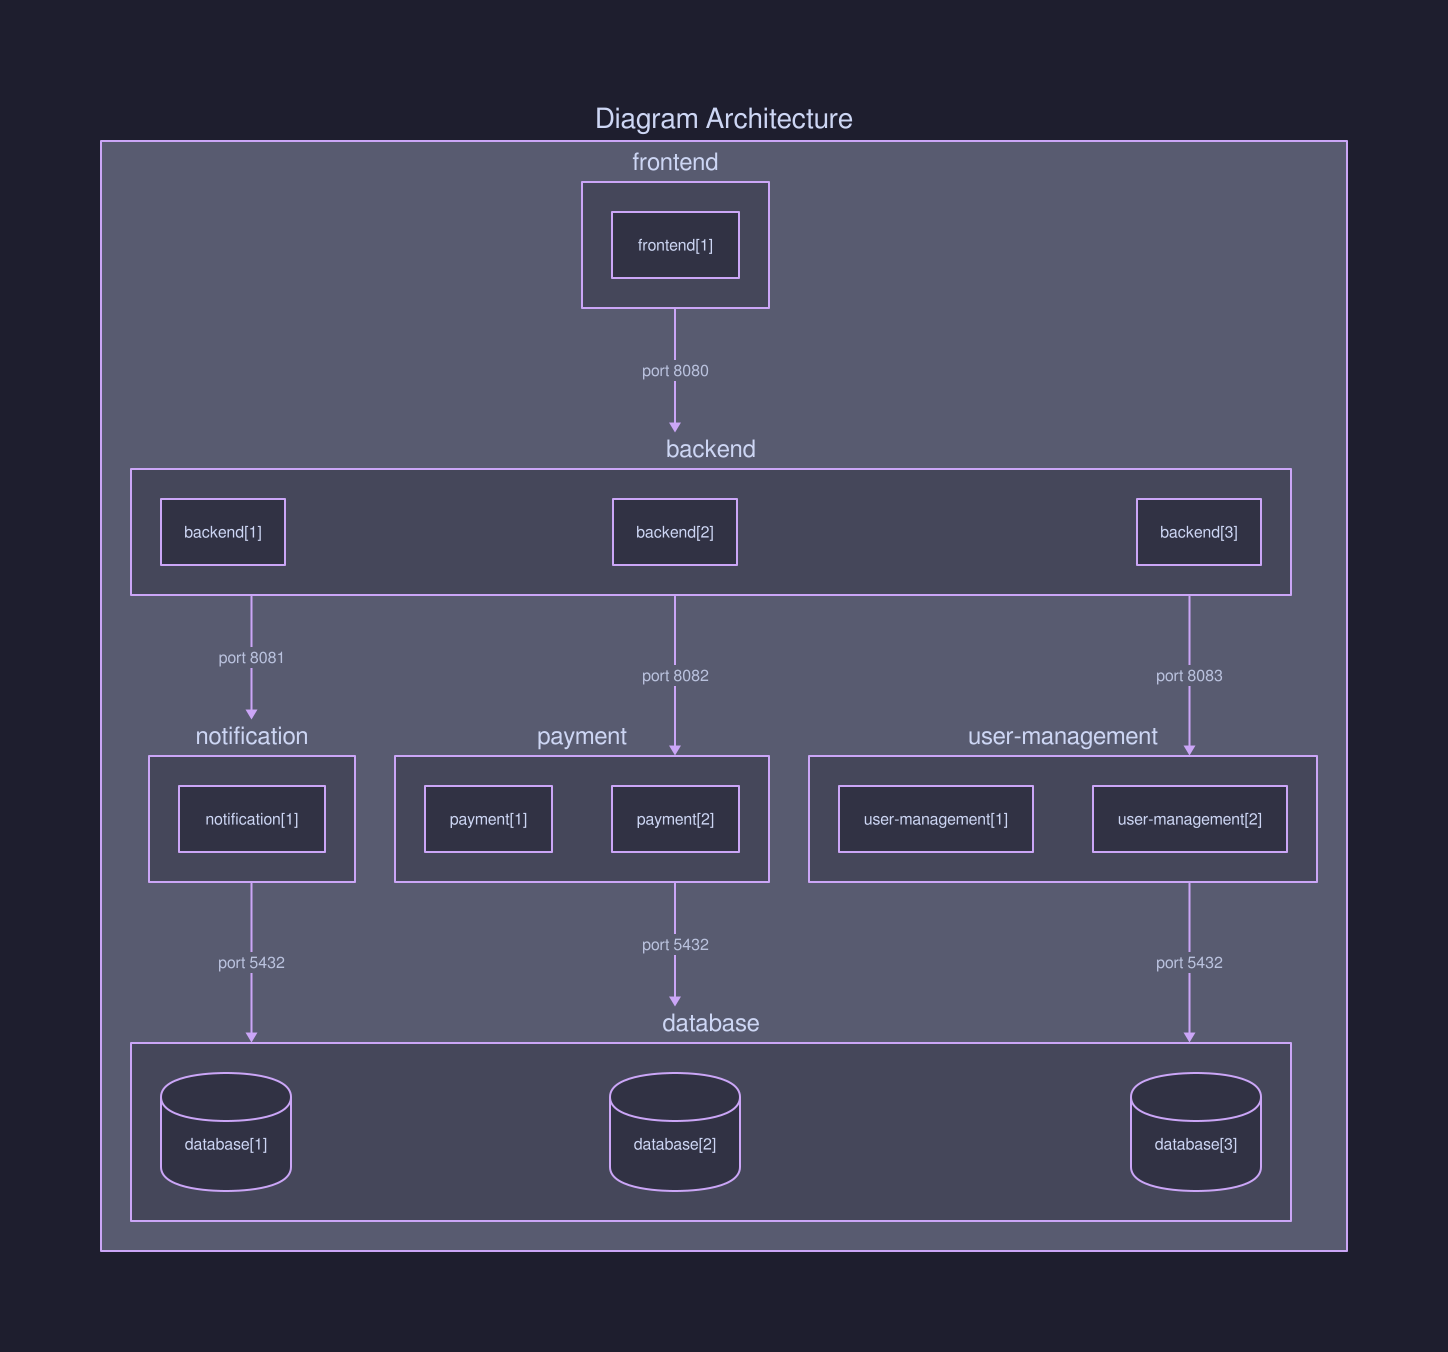 Diagram Architecture
frontend
frontend[1]
port 8080
backend
backend[1]
backend[2]
backend[3]
port 8081
port 8082
port 8083
notification
payment
user-management
notification[1]
payment[1]
payment[2]
user-management[1]
user-management[2]
port 5432
port 5432
port 5432
database
database[1]
database[2]
database[3]